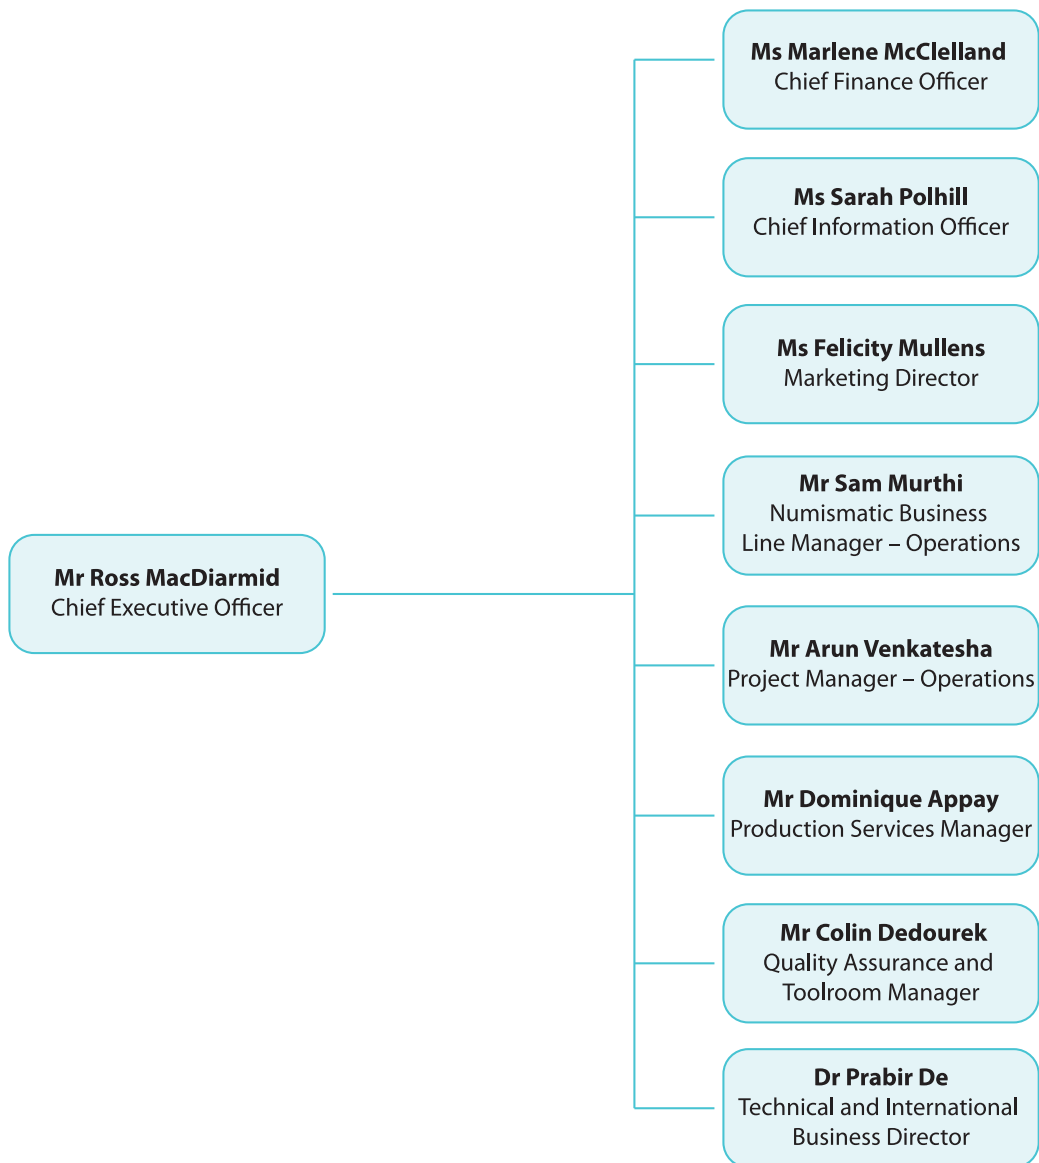 Ms Marlene McClelland
Chief Finance Officer
Ms Sarah Polhill
Chief Information Officer
Ms Felicity Mullens
Marketing Director
Mr Sam Murthi
Numismatic Business
Line Manager – Operations
Mr Ross MacDiarmid
Chief Executive Officer
Mr Arun Venkatesha
Project Manager – Operations
Mr Dominique Appay
Production Services Manager
Mr Colin Dedourek
Quality Assurance and
Toolroom Manager
Dr Prabir De
Technical and International
Business Director